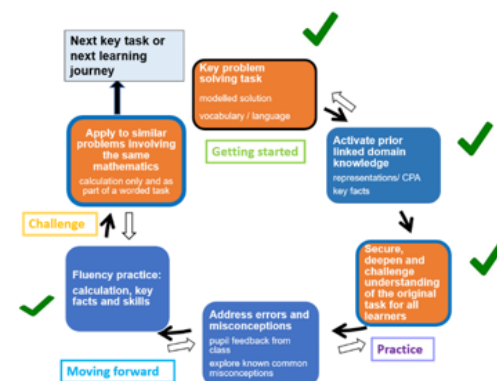 Next key task or
next learning
journey
Key problem
solving task
modelled solution
vocabulary / language
Getting started
Activate prior
linked domain
knowledge
representations/ CPA
key facts
Apply to similar
problems involving
the same
mathematics
calculation only and as
part of a worded task
Challenge
Secure,
deepen and
challenge
understanding
of the original
task for all
learners
Fluency practice:
calculation, key
facts and skills
Address errors and
misconceptions
pupil feedback from
class
explore known common
misconceptions
Practice
Moving forward